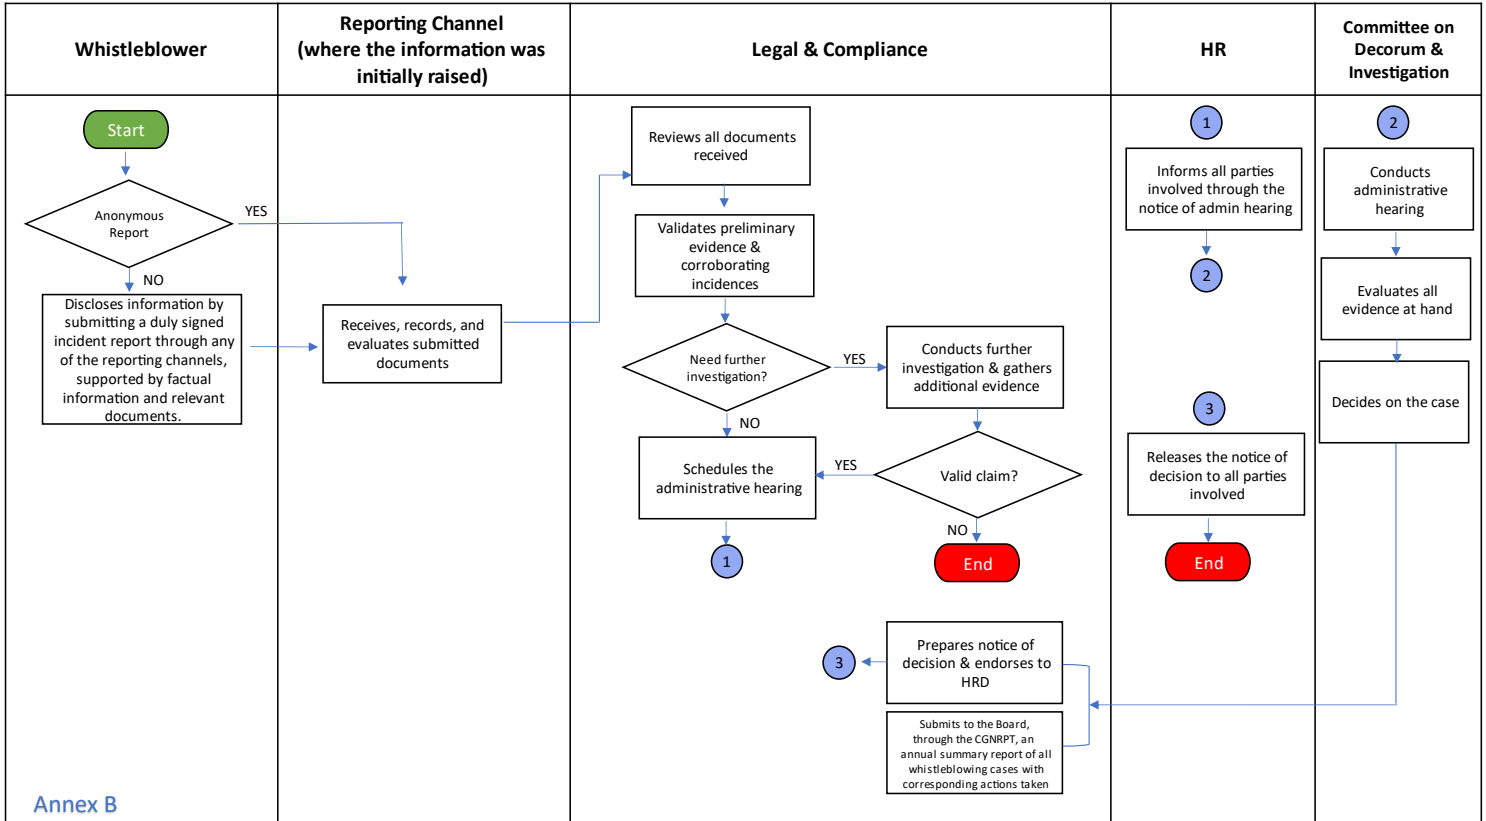 Whistleblower
Reporting Channel
(where the information was
initially raised)
Legal & Compliance
HR
Committee on
Decorum &
Investigation
Start
Anonymous
Report
YES
NO
Discloses information by
submitting a duly signed
incident report through any
of the reporting channels,
supported by factual
information and relevant
documents.
Receives, records, and
evaluates submitted
documents
Reviews all documents
received
Validates preliminary
evidence &
corroborating
incidences
Need further
investigation?
YES
NO
Conducts further
investigation & gathers
additional evidence
Valid claim?
YES
NO
End
Schedules the
administrative hearing
1
Prepares notice of
decision & endorses to
HRD
3
Submits to the Board,
through the CGNRPT, an
annual summary report of all
whistleblowing cases with
corresponding actions taken
1
Informs all parties
involved through the
notice of admin hearing
2
3
Releases the notice of
decision to all parties
involved
End
2
Conducts
administrative
hearing
Evaluates all
evidence at hand
Decides on the case
Annex B